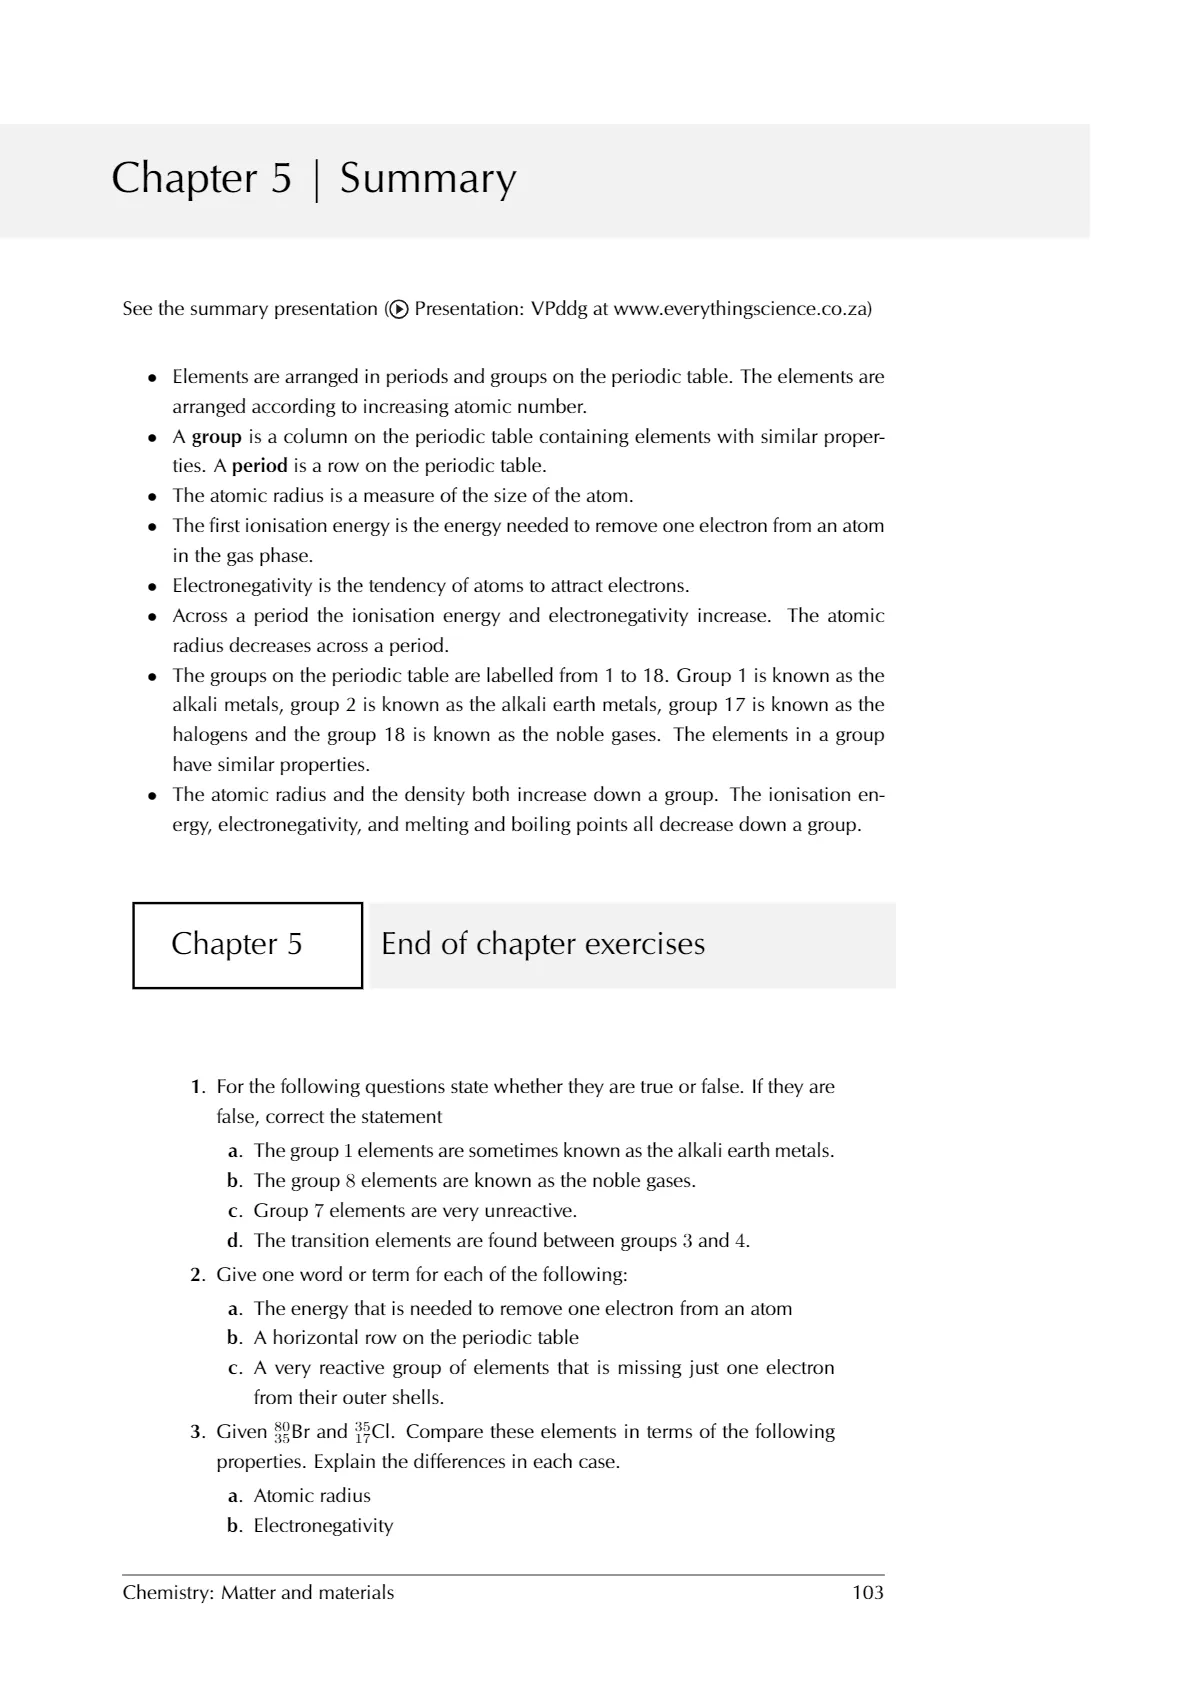 Chapter 5 | Summary
See the summary presentation (▶ Presentation: VPddg at www.everythingscience.co.za)
• Elements are arranged in periods and groups on the periodic table. The elements are
arranged according to increasing atomic number.
• A group is a column on the periodic table containing elements with similar proper-
ties. A period is a row on the periodic table.
• The atomic radius is a measure of the size of the atom.
• The first ionisation energy is the energy needed to remove one electron from an atom
in the gas phase.
• Electronegativity is the tendency of atoms to attract electrons.
• Across a period the ionisation energy and electronegativity increase. The atomic
radius decreases across a period.
• The groups on the periodic table are labelled from 1 to 18. Group 1 is known as the
alkali metals, group 2 is known as the alkali earth metals, group 17 is known as the
halogens and the group 18 is known as the noble gases. The elements in a group
have similar properties.
• The atomic radius and the density both increase down a group. The ionisation en-
ergy, electronegativity, and melting and boiling points all decrease down a group.
Chapter 5
End of chapter exercises
1. For the following questions state whether they are true or false. If they are
false, correct the statement
a. The group 1 elements are sometimes known as the alkali earth metals.
b. The group 8 elements are known as the noble gases.
c. Group 7 elements are very unreactive.
d. The transition elements are found between groups 3 and 4.
2. Give one word or term for each of the following:
a. The energy that is needed to remove one electron from an atom
b. A horizontal row on the periodic table
c. A very reactive group of elements that is missing just one electron
from their outer shells.
3. Given ⁸⁰₃₅Br and ³⁵₁₇Cl. Compare these elements in terms of the following
properties. Explain the differences in each case.
a. Atomic radius
b. Electronegativity
Chemistry: Matter and materials 103